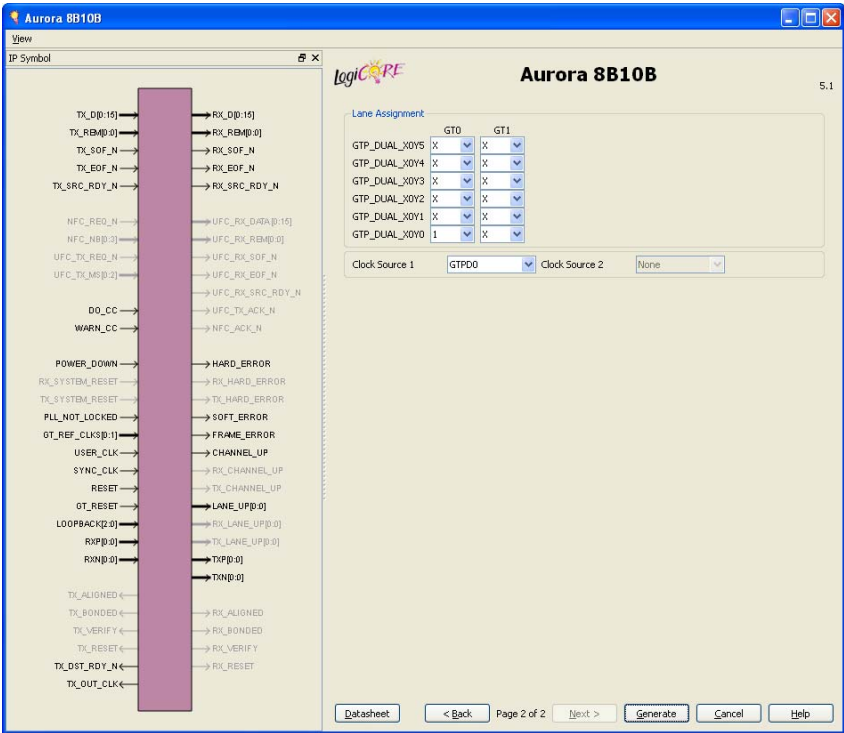 Aurora 8B10B
View
IP Symbol
TX_D[0:15] RX_D[0:15]
TX_REM[0:0] RX_REM[0:0]
TX_SOF_N RX_SOF_N
TX_EOF_N RX_EOF_N
TX_SRC_RDY_N RX_SRC_RDY_N
NFC_REQ_N UFC_RX_DATA[0:15]
NFC_NB[0:3] UFC_RX_REM[0:0]
UFC_TX_REQ_N UFC_RX_SOF_N
UFC_TX_MS[0:2] UFC_RX_EOF_N
UFC_RX_SRC_RDY_N
DO_CC UFC_TX_ACK_N
WARN_CC NFC_ACK_N
POWER_DOWN HARD_ERROR
RX_SYSTEM_RESET RX_HARD_ERROR
TX_SYSTEM_RESET TX_HARD_ERROR
PLL_NOT_LOCKED SOFT_ERROR
GT_REF_CLKS[0:1] FRAME_ERROR
USER_CLK CHANNEL_UP
SYNC_CLK RX_CHANNEL_UP
RESET TX_CHANNEL_UP
GT_RESET LANE_UP[0:0]
LOOPBACK[2:0] RX_LANE_UP[0:0]
RXP[0:0] TX_LANE_UP[0:0]
RXN[0:0] TXP[0:0]
TXN[0:0]
TX_ALIGNED
TX_BONDED RX_ALIGNED
TX_VERIFY RX_BONDED
TX_RESET RX_VERIFY
TX_DST_RDY_N RX_RESET
TX_OUT_CLK
LogiCORE
Aurora 8B10B
5.1
Lane Assignment
GT0 GT1
GTP_DUAL_X0Y5 X X
GTP_DUAL_X0Y4 X X
GTP_DUAL_X0Y3 X X
GTP_DUAL_X0Y2 X X
GTP_DUAL_X0Y1 X X
GTP_DUAL_X0Y0 1 X
Clock Source 1 GTPD0 Clock Source 2 None
Datasheet < Back Page 2 of 2 Next > Generate Cancel Help